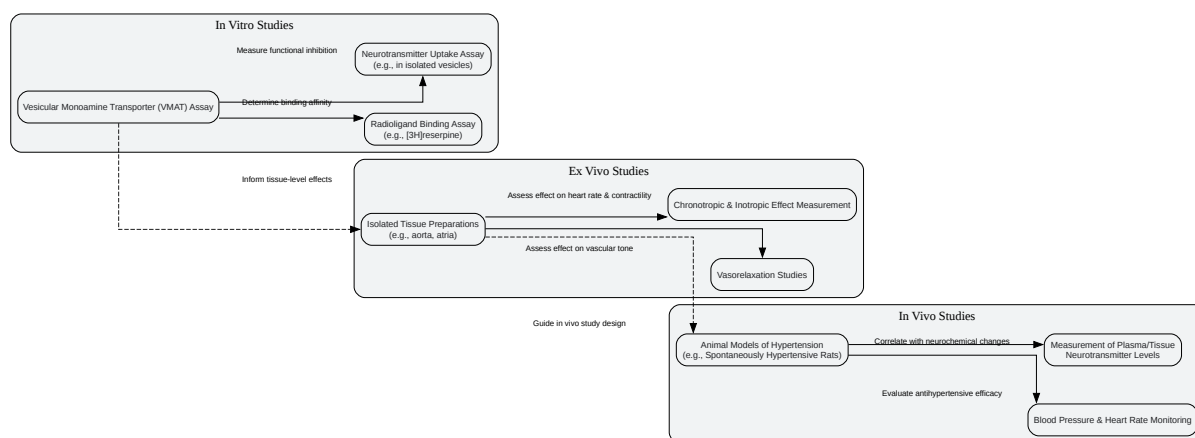 In Vitro Studies
Measure functional inhibition
Neurotransmitter Uptake Assay
(e.g., in isolated vesicles)
Vesicular Monoamine Transporter (VMAT) Assay
Determine binding affinity
Radioligand Binding Assay
(e.g., [3H]reserpine)
Inform tissue-level effects
Ex Vivo Studies
Assess effect on heart rate & contractility
Chronotropic & Inotropic Effect Measurement
Isolated Tissue Preparations
(e.g., aorta, atria)
Assess effect on vascular tone
Vasorelaxation Studies
Guide in vivo study design
In Vivo Studies
Animal Models of Hypertension
(e.g., Spontaneously Hypertensive Rats)
Correlate with neurochemical changes
Measurement of Plasma/Tissue
Neurotransmitter Levels
Evaluate antihypertensive efficacy
Blood Pressure & Heart Rate Monitoring